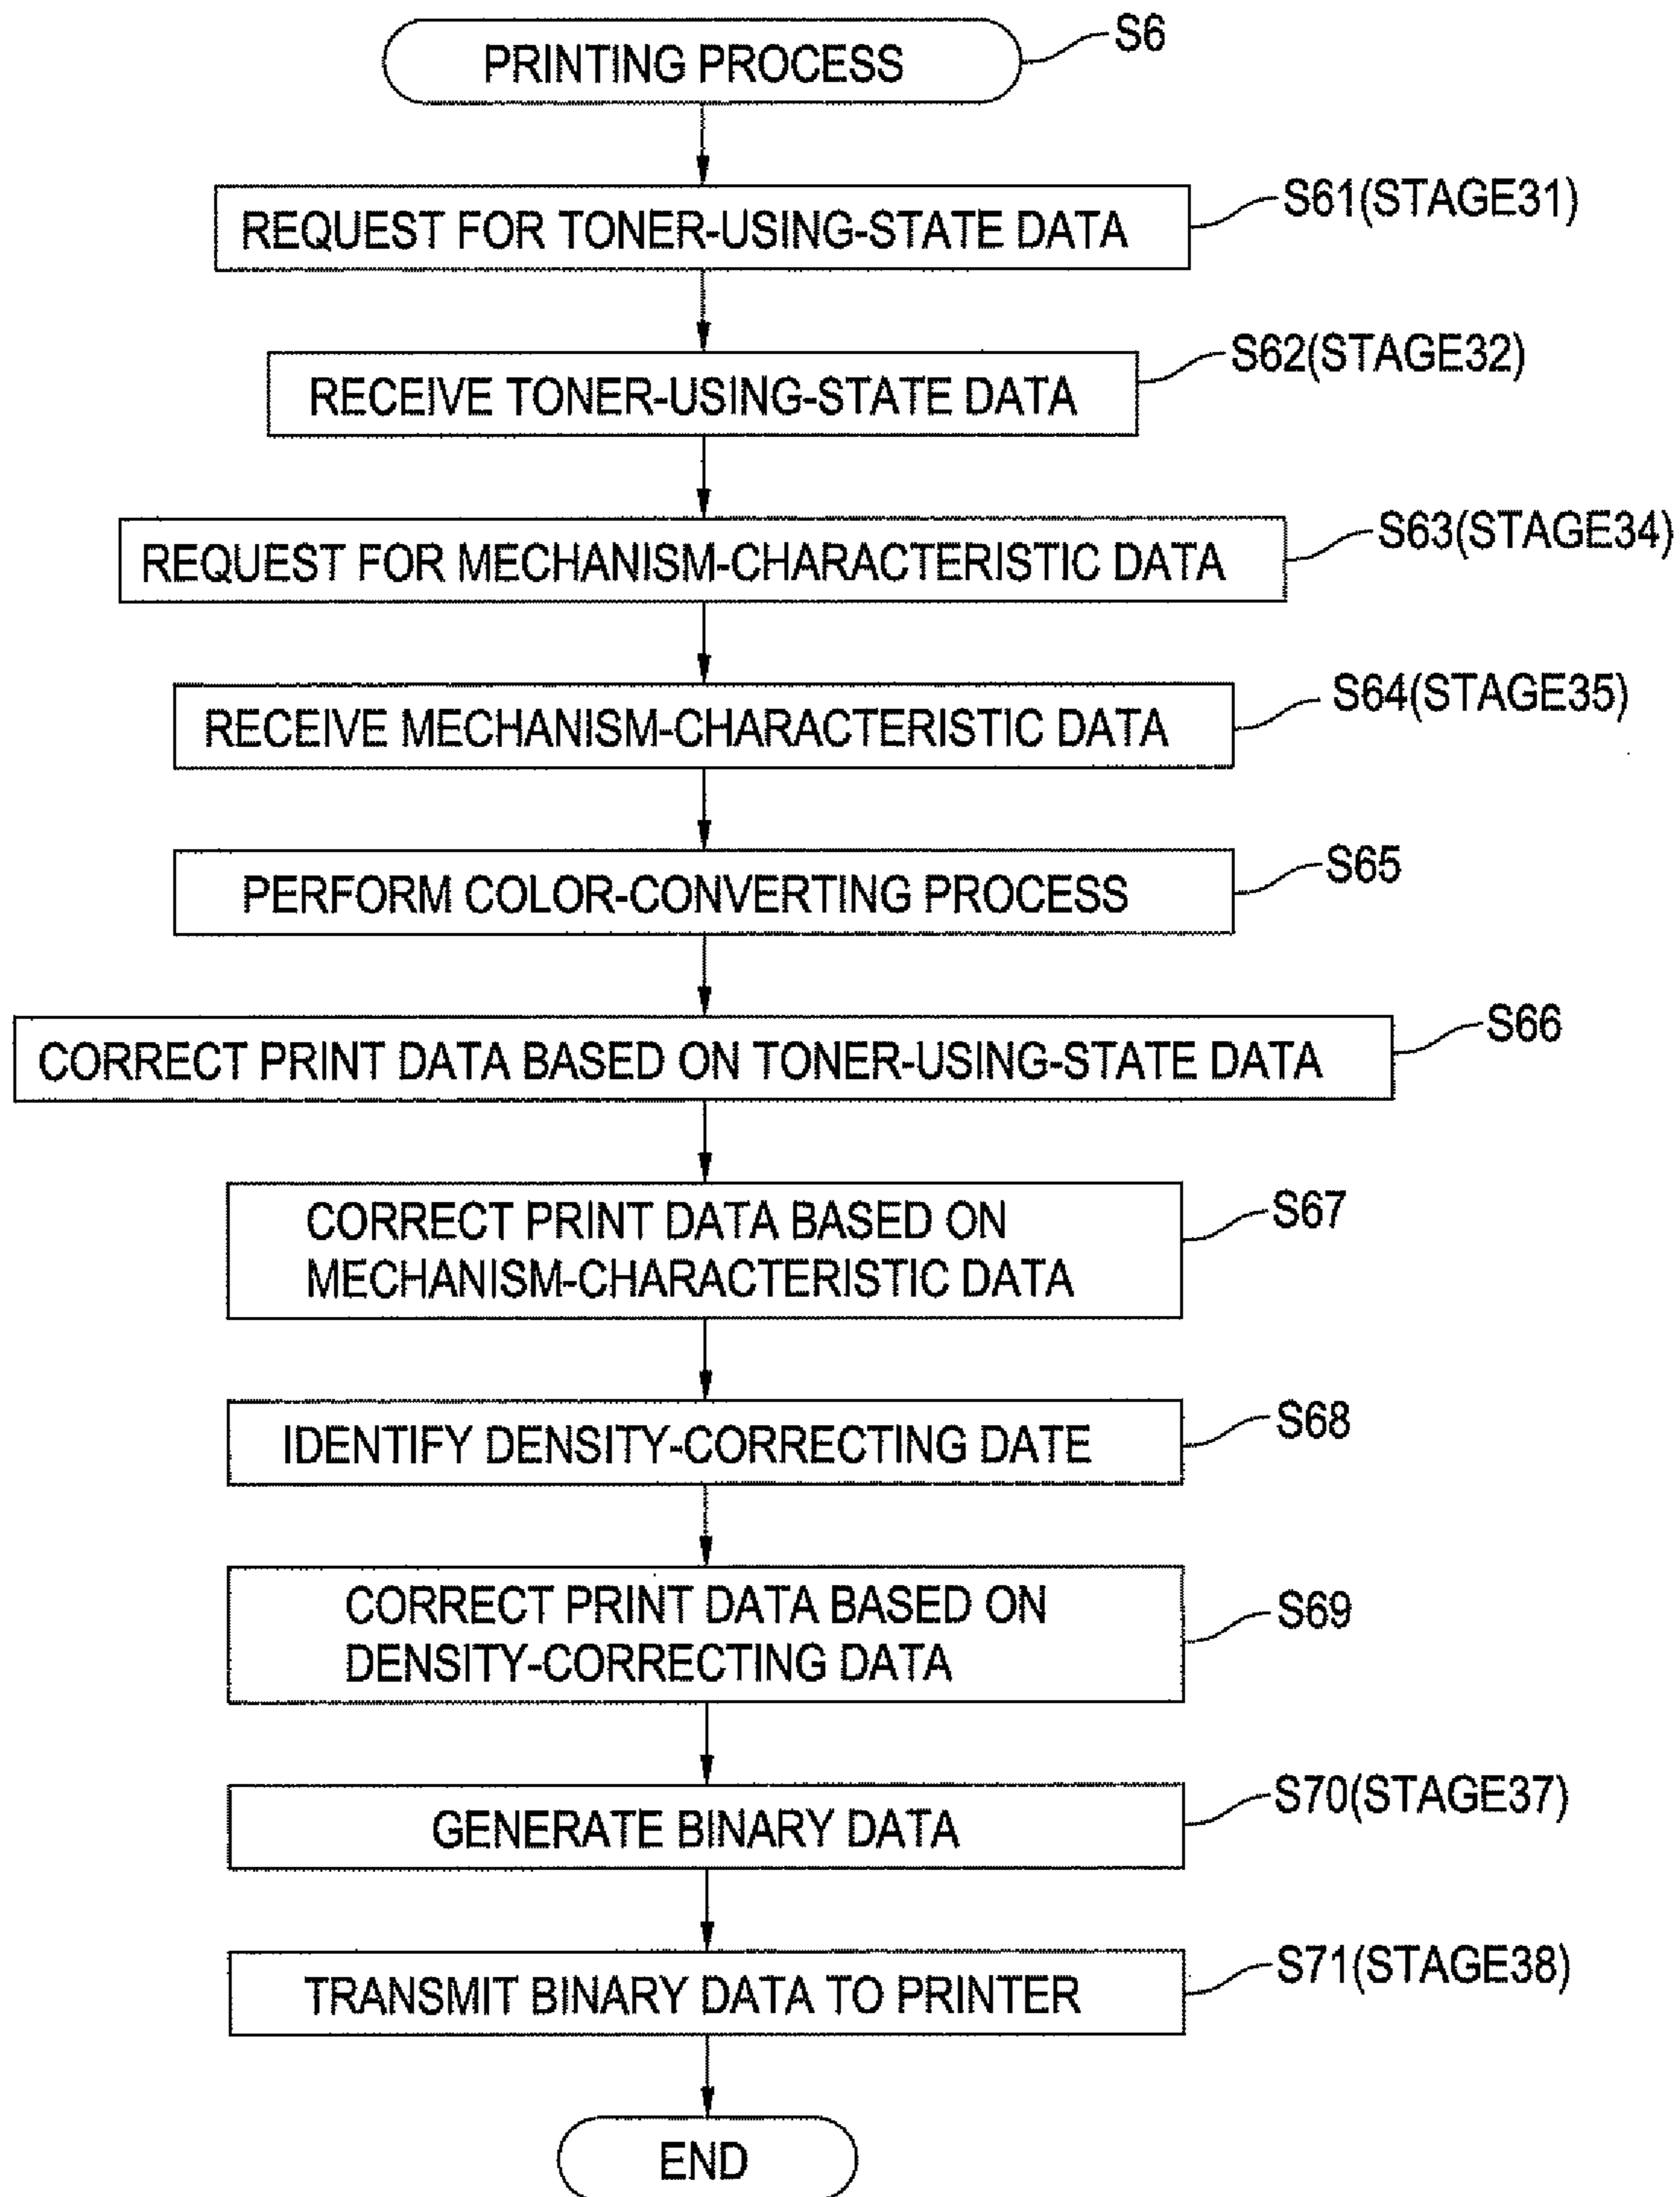 PRINTING PROCESS
S6
REQUEST FOR TONER-USING-STATE DATA
S61(STAGE31)
RECEIVE TONER-USING-STATE DATA
S62(STAGE32)
REQUEST FOR MECHANISM-CHARACTERISTIC DATA
S63(STAGE34)
RECEIVE MECHANISM-CHARACTERISTIC DATA
S64(STAGE35)
PERFORM COLOR-CONVERTING PROCESS
S65
CORRECT PRINT DATA BASED ON TONER-USING-STATE DATA
S66
CORRECT PRINT DATA BASED ON
MECHANISM-CHARACTERISTIC DATA
S67
IDENTIFY DENSITY-CORRECTING DATE
S68
CORRECT PRINT DATA BASED ON
DENSITY-CORRECTING DATA
S69
GENERATE BINARY DATA
S70(STAGE37)
TRANSMIT BINARY DATA TO PRINTER
S71(STAGE38)
END